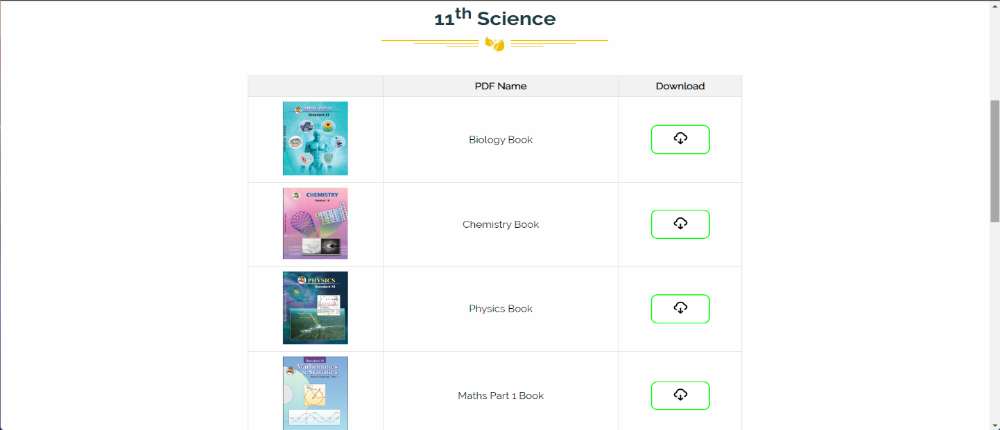 11th Science
PDF Name
Download
BIOLOGY
Standard XI
Biology Book
CHEMISTRY
Standard XI
Chemistry Book
PHYSICS
Standard XI
Physics Book
Standard XI
Mathematics
& Statistics
Arts & Science Part 1
Maths Part 1 Book